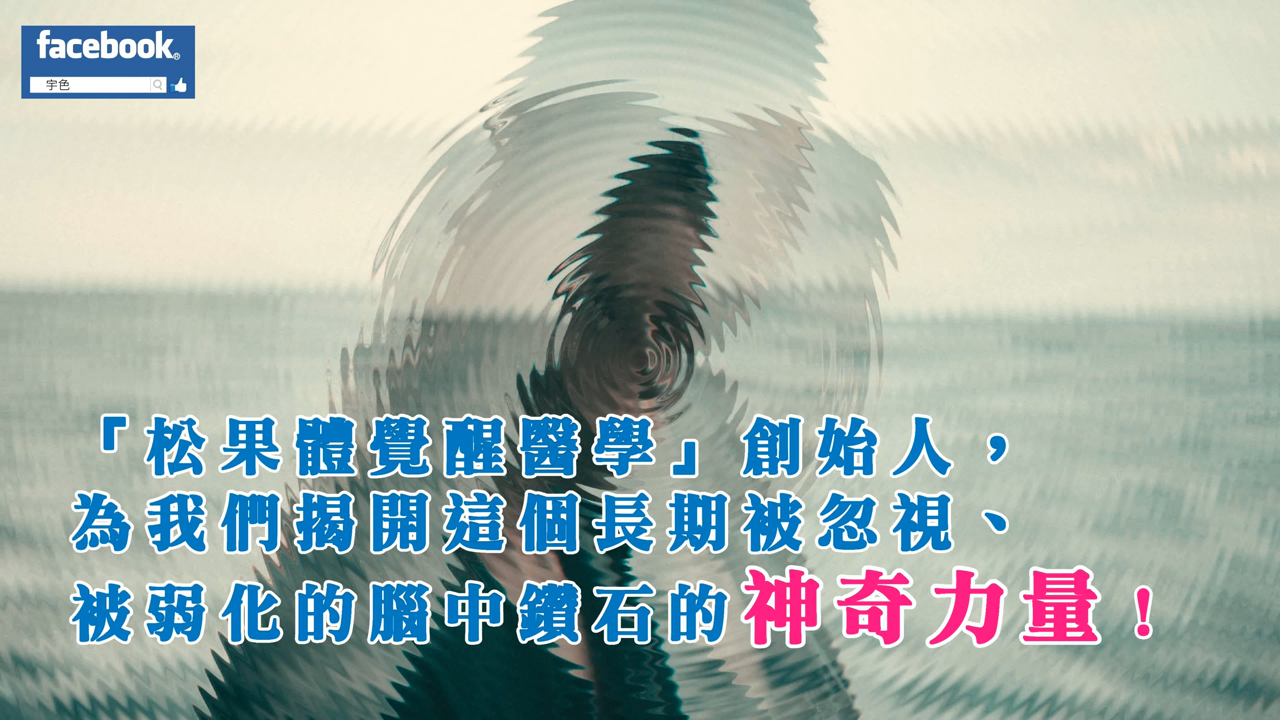 facebook®
宇色
「松果體覺醒醫學」創始人，
為我們揭開這個長期被忽視、
被弱化的腦中鑽石的神奇力量！